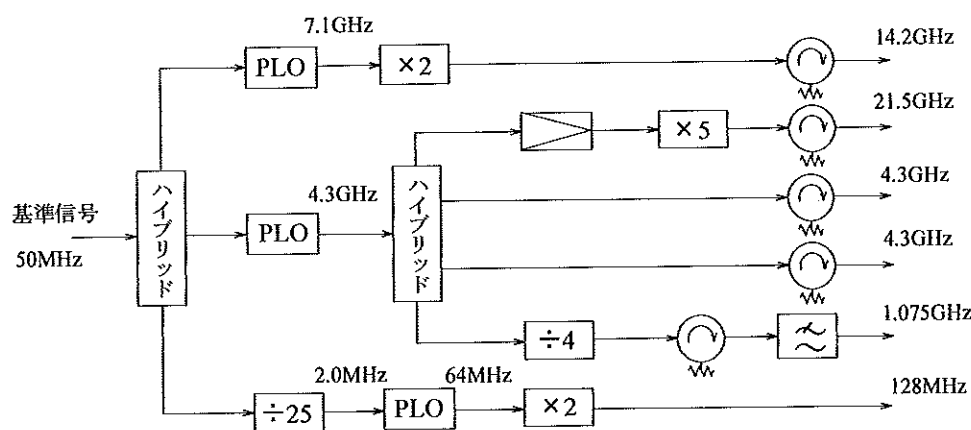 7.1GHz
14.2GHz
PLO
×2
21.5GHz
×5
ハイブリッド
4.3GHz
ハイブリッド
4.3GHz
基準信号
50MHz
PLO
4.3GHz
1.075GHz
÷4
2.0MHz
64MHz
128MHz
÷25
PLO
×2